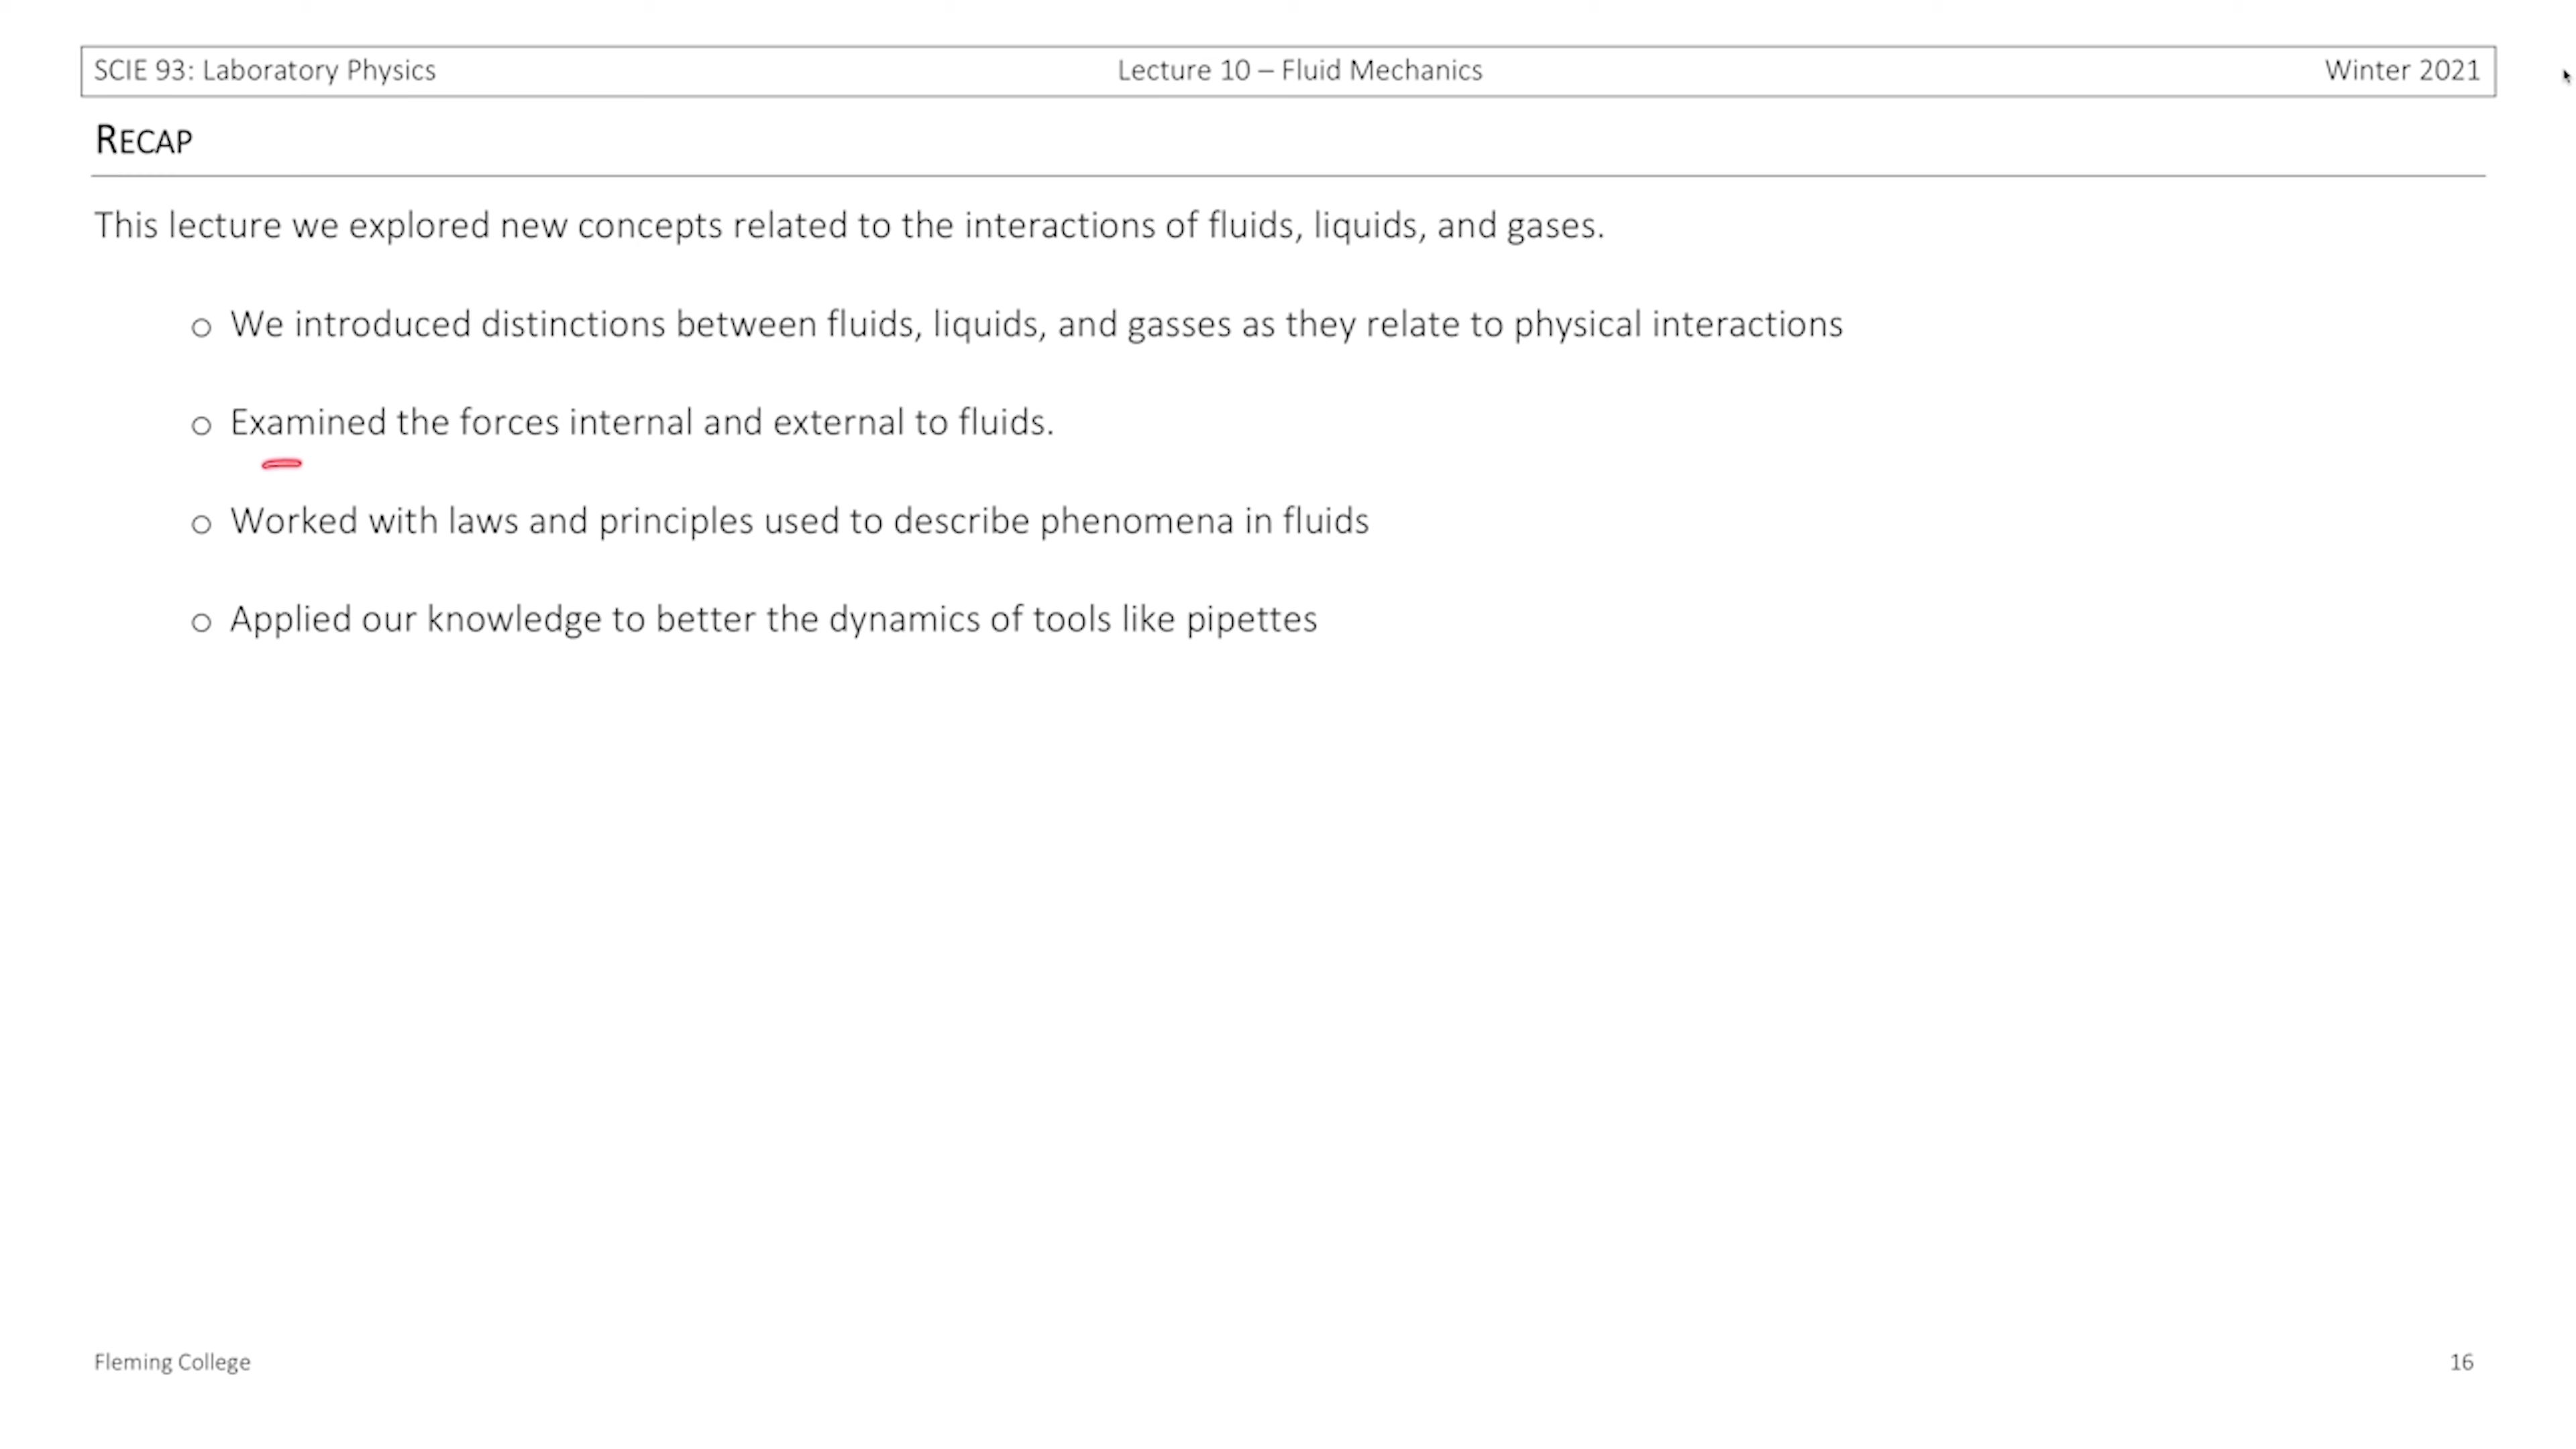 SCIE 93: Laboratory Physics Lecture 10 – Fluid Mechanics Winter 2021
RECAP
This lecture we explored new concepts related to the interactions of fluids, liquids, and gases.
o We introduced distinctions between fluids, liquids, and gasses as they relate to physical interactions
o Examined the forces internal and external to fluids.
o Worked with laws and principles used to describe phenomena in fluids
o Applied our knowledge to better the dynamics of tools like pipettes
Fleming College 16